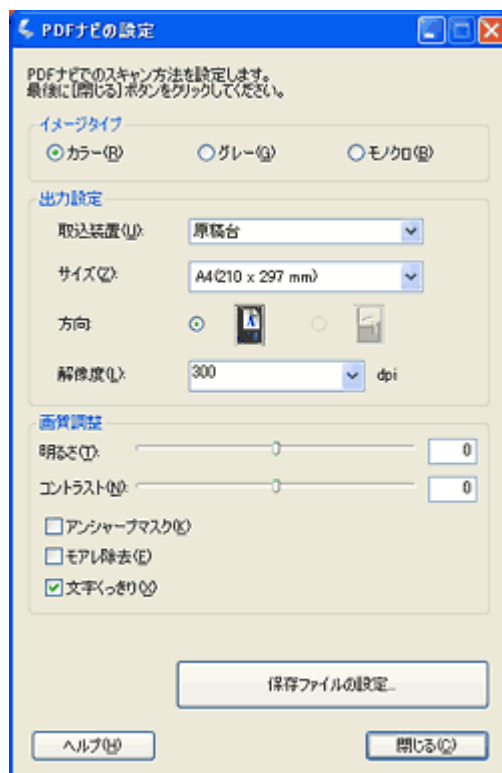 PDFナビの設定
PDFナビでのスキャン方法を設定します。
最後に[閉じる]ボタンをクリックしてください。
イメージタイプ
カラー(R) グレー(G) モノクロ(B)
出力設定
取込装置(U): 原稿台
サイズ(Z): A4(210 x 297 mm)
方向: A
解像度(L): 300 dpi
画質調整
明るさ(T): 0
コントラスト(N): 0
アンシャープマスク(K)
モアレ除去(E)
文字くっきり(X)
保存ファイルの設定...
ヘルプ(H) 閉じる(C)